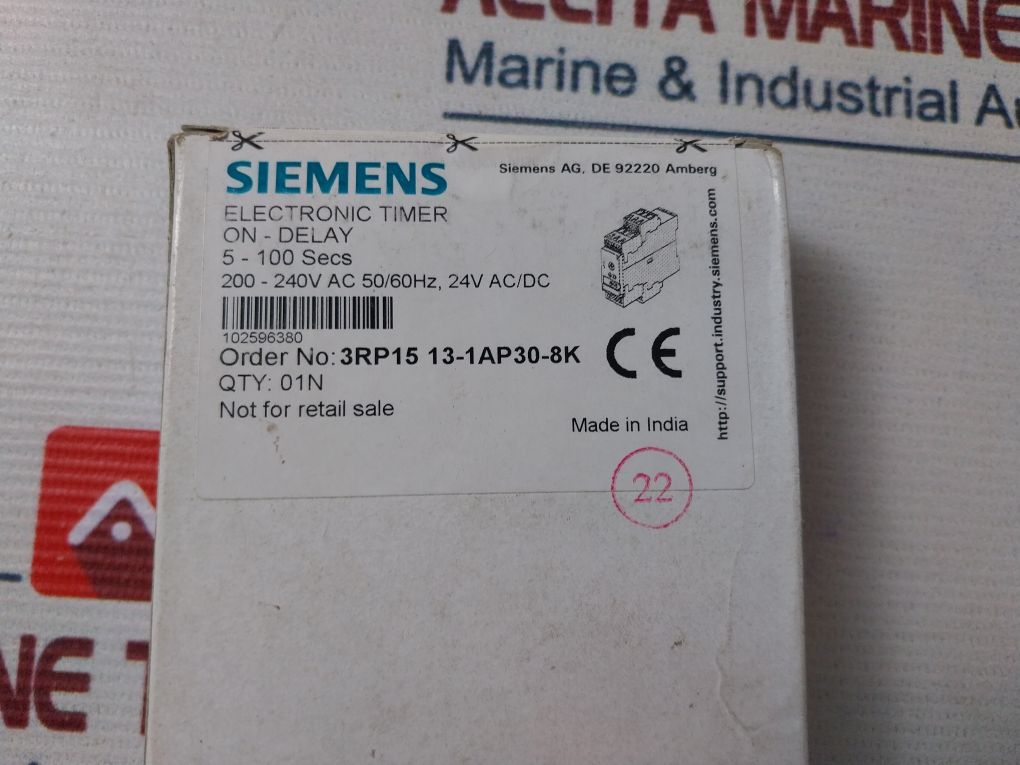 MARINE
Marine & Industrial
SIEMENS
Siemens AG, DE 92220 Amberg
ELECTRONIC TIMER
ON - DELAY
5 - 100 Secs
200 - 240V AC 50/60Hz, 24V AC/DC
102596380
Order No: 3RP15 13-1AP30-8K
CE
QTY: 01N
Not for retail sale
Made in India
http://support.industry.siemens.com
22